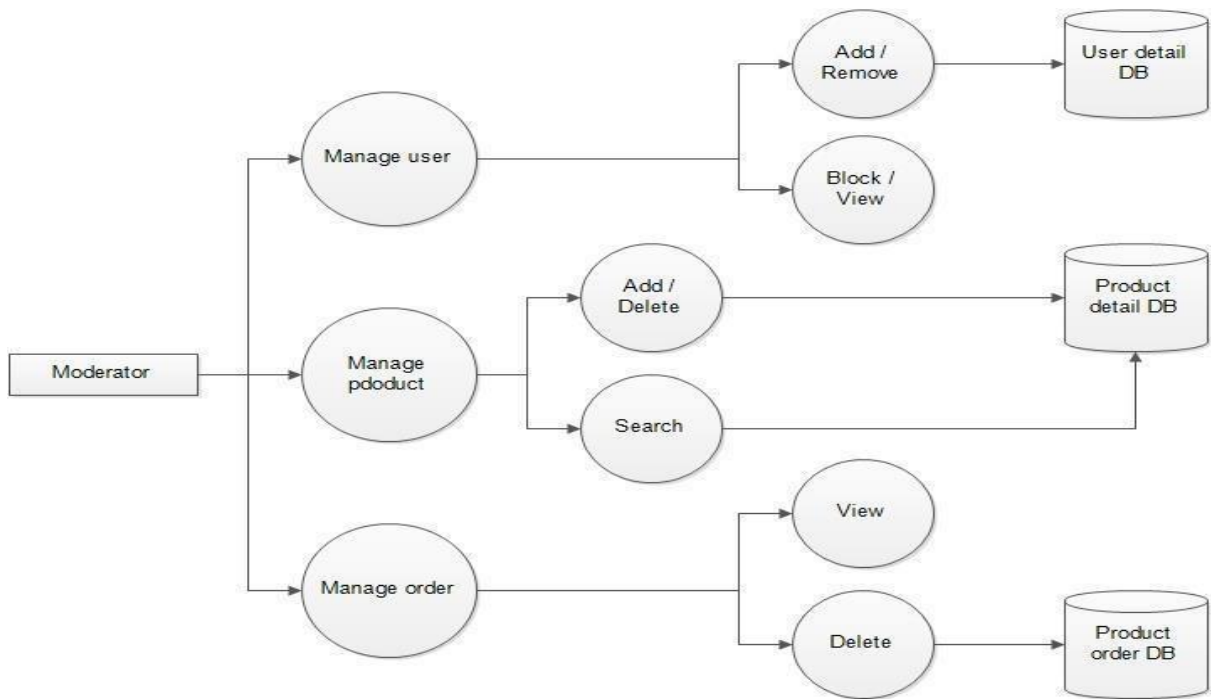 Add /
Remove
User detail
DB
Manage user
Block /
View
Add /
Delete
Product
detail DB
Moderator
Manage
pdoduct
Search
View
Manage order
Delete
Product
order DB